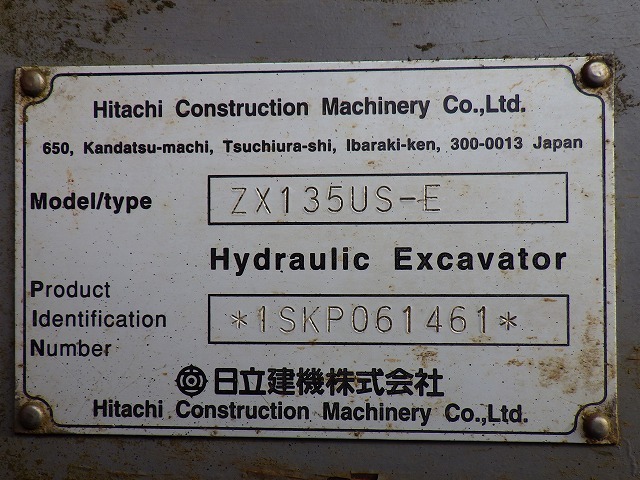 Hitachi Construction Machinery Co.,Ltd.
650, Kandatsu-machi, Tsuchiura-shi, Ibaraki-ken, 300-0013 Japan
Model/type ZX135US-E
Hydraulic Excavator
Product
Identification *1SKP061461*
Number
日立建機株式会社
Hitachi Construction Machinery Co.,Ltd.